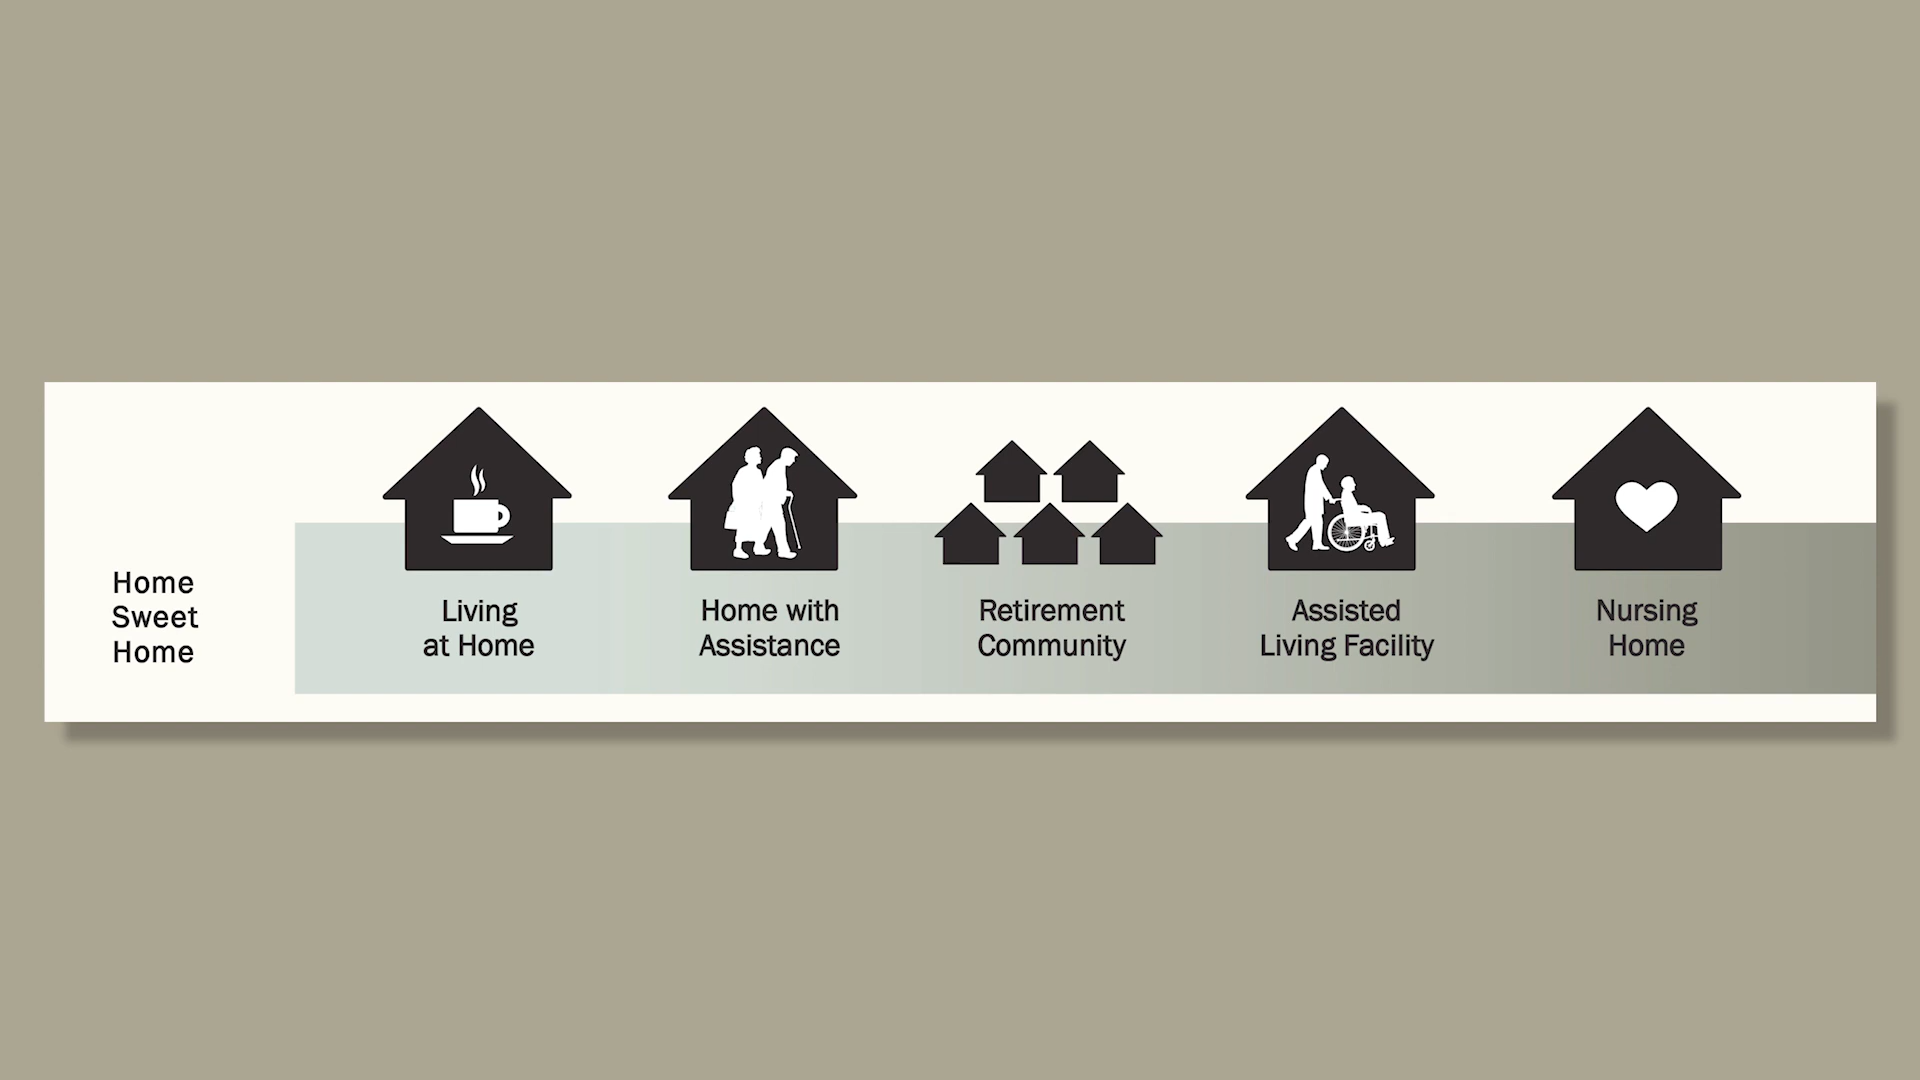 Home
Sweet
Home
Living
at Home
Home with
Assistance
Retirement
Community
Assisted
Living Facility
Nursing
Home